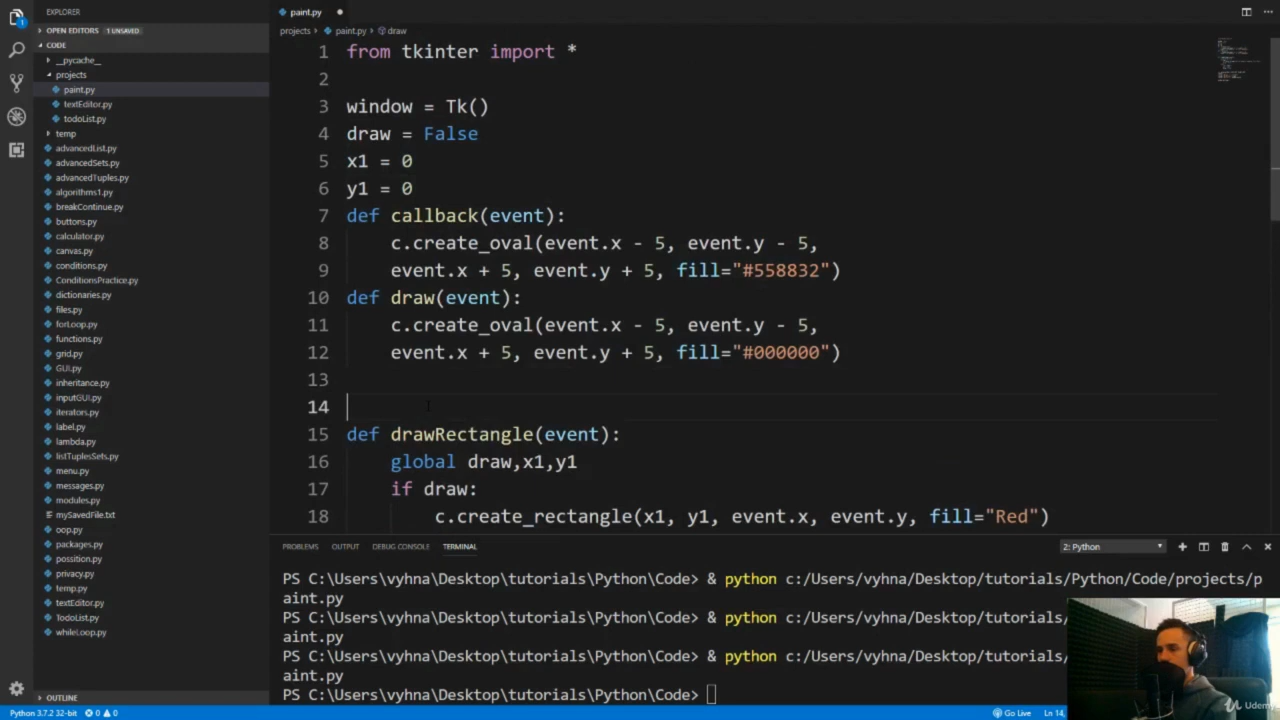 EXPLORER
paint.py
OPEN EDITORS 1 UNSAVED
projects paint.py draw
CODE
__pycache__
projects
paint.py
textEditor.py
todoList.py
temp
advancedList.py
advancedSets.py
advancedTuples.py
algorithms1.py
breakContinue.py
buttons.py
calculator.py
canvas.py
conditions.py
ConditionsPractice.py
dictionaries.py
files.py
forLoop.py
functions.py
grid.py
GUI.py
inheritance.py
inputGUI.py
iterators.py
label.py
lambda.py
listTuplesSets.py
menu.py
messages.py
modules.py
mySavedFile.txt
oop.py
packages.py
possition.py
privacy.py
temp.py
textEditor.py
TodoList.py
whileLoop.py
OUTLINE
1 from tkinter import *
2
3 window = Tk()
4 draw = False
5 x1 = 0
6 y1 = 0
7 def callback(event):
8 c.create_oval(event.x - 5, event.y - 5,
9 event.x + 5, event.y + 5, fill="#558832")
10 def draw(event):
11 c.create_oval(event.x - 5, event.y - 5,
12 event.x + 5, event.y + 5, fill="#000000")
13
14
15 def drawRectangle(event):
16 global draw,x1,y1
17 if draw:
18 c.create_rectangle(x1, y1, event.x, event.y, fill="Red")
PROBLEMS OUTPUT DEBUG CONSOLE TERMINAL 2: Python
PS C:\Users\vyhna\Desktop\tutorials\Python\Code> & python c:/Users/vyhna/Desktop/tutorials/Python/Code/projects/p
aint.py
PS C:\Users\vyhna\Desktop\tutorials\Python\Code> & python c:/Users/vyhna/Desktop/tutorials/
aint.py
PS C:\Users\vyhna\Desktop\tutorials\Python\Code> & python c:/Users/vyhna/Desktop/tutorials/
aint.py
PS C:\Users\vyhna\Desktop\tutorials\Python\Code>
Python 3.7.2 32-bit 0 0 Go Live Ln 14,
Udemy
1